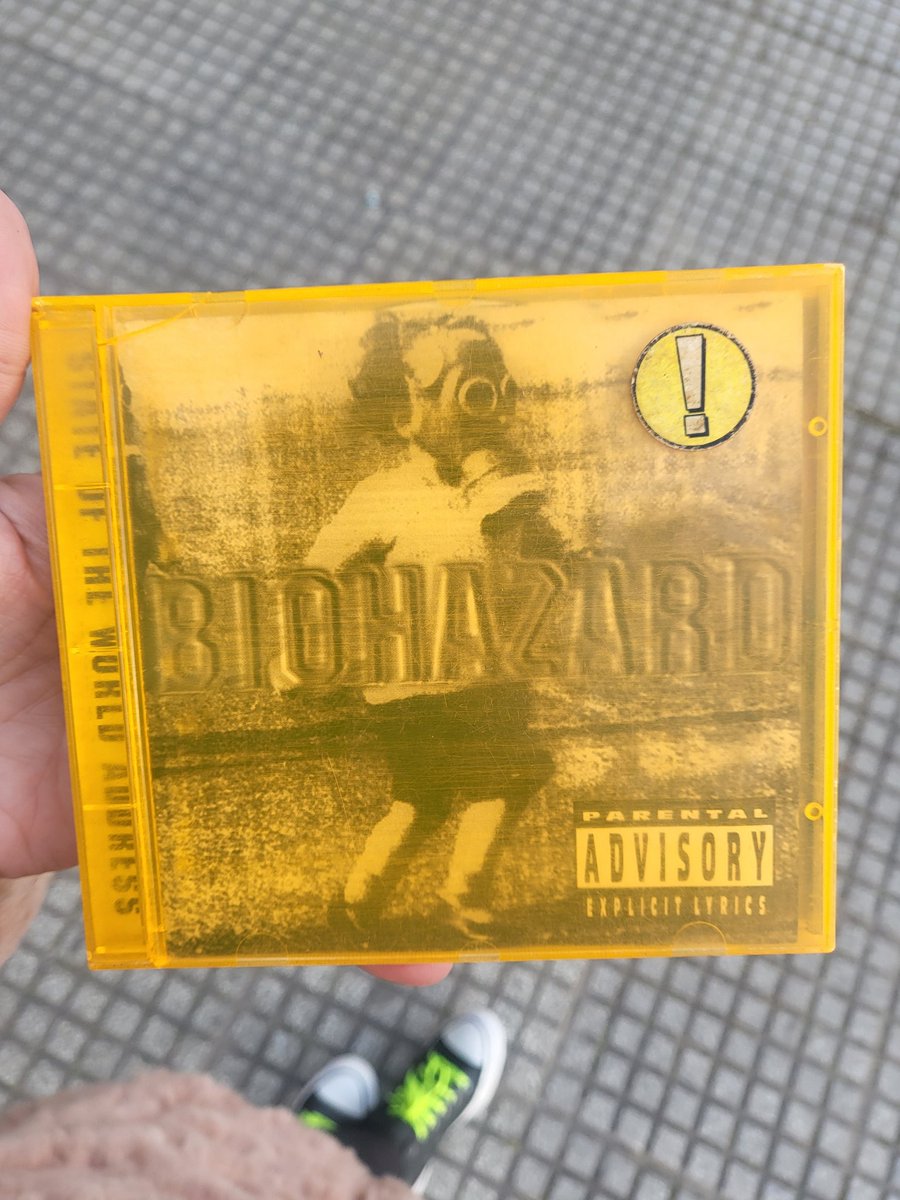 STATE OF THE WORLD ADDRESS
!
BIOHAZARD
PARENTAL
ADVISORY
EXPLICIT LYRICS